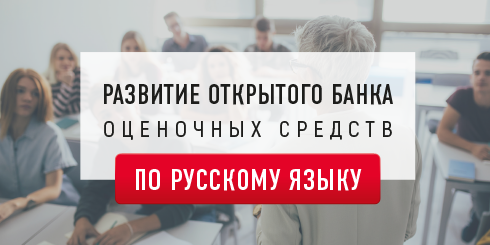 РАЗВИТИЕ ОТКРЫТОГО БАНКА
ОЦЕНОЧНЫХ СРЕДСТВ
ПО РУССКОМУ ЯЗЫКУ